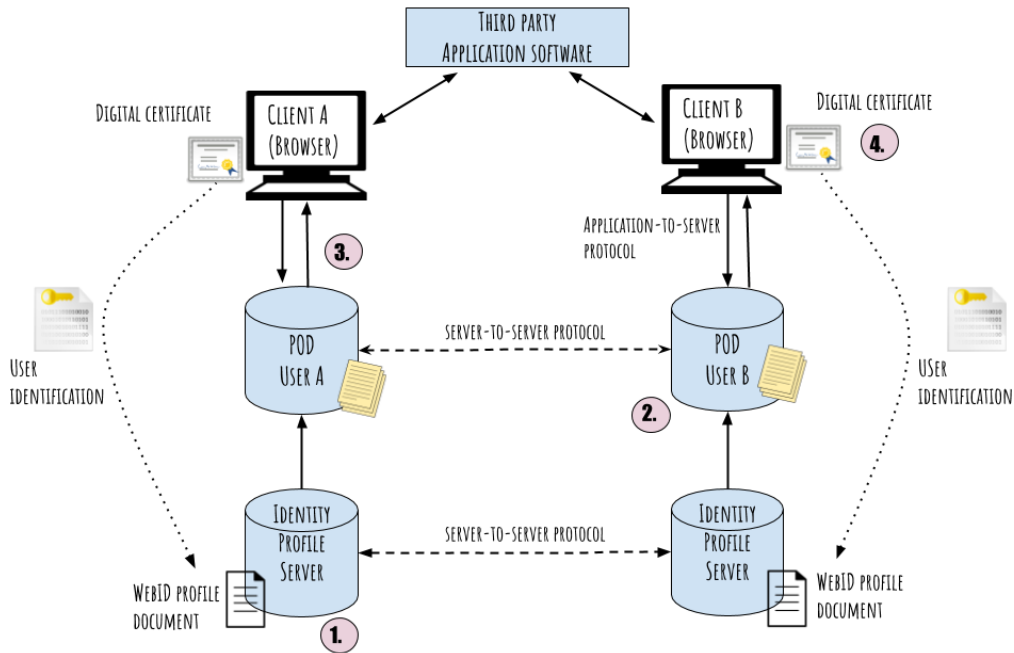 Third party
Application software
Digital certificate
Client A
(Browser)
Client B
(Browser)
Digital certificate
4.
Application-to-server
protocol
3.
User
identification
POD
User A
server-to-server protocol
POD
User B
User
identification
2.
Identity
Profile
Server
server-to-server protocol
Identity
Profile
Server
WebID profile
document
WebID profile
document
1.